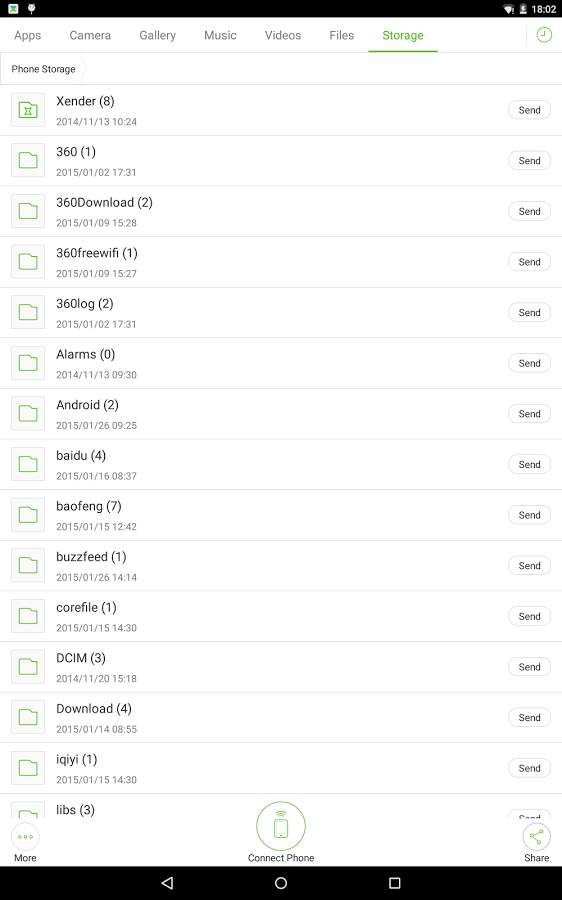 18:02
Apps Camera Gallery Music Videos Files Storage
Phone Storage
Xender (8)
2014/11/13 10:24
Send
360 (1)
2015/01/02 17:31
Send
360Download (2)
2015/01/09 15:28
Send
360freewifi (1)
2015/01/09 15:27
Send
360log (2)
2015/01/02 17:31
Send
Alarms (0)
2014/11/13 09:30
Send
Android (2)
2015/01/26 09:25
Send
baidu (4)
2015/01/16 08:37
Send
baofeng (7)
2015/01/15 12:42
Send
buzzfeed (1)
2015/01/26 14:14
Send
corefile (1)
2015/01/15 14:30
Send
DCIM (3)
2014/11/20 15:18
Send
Download (4)
2015/01/14 08:55
Send
iqiyi (1)
2015/01/15 14:30
Send
libs (3)
Send
More
Connect Phone
Share